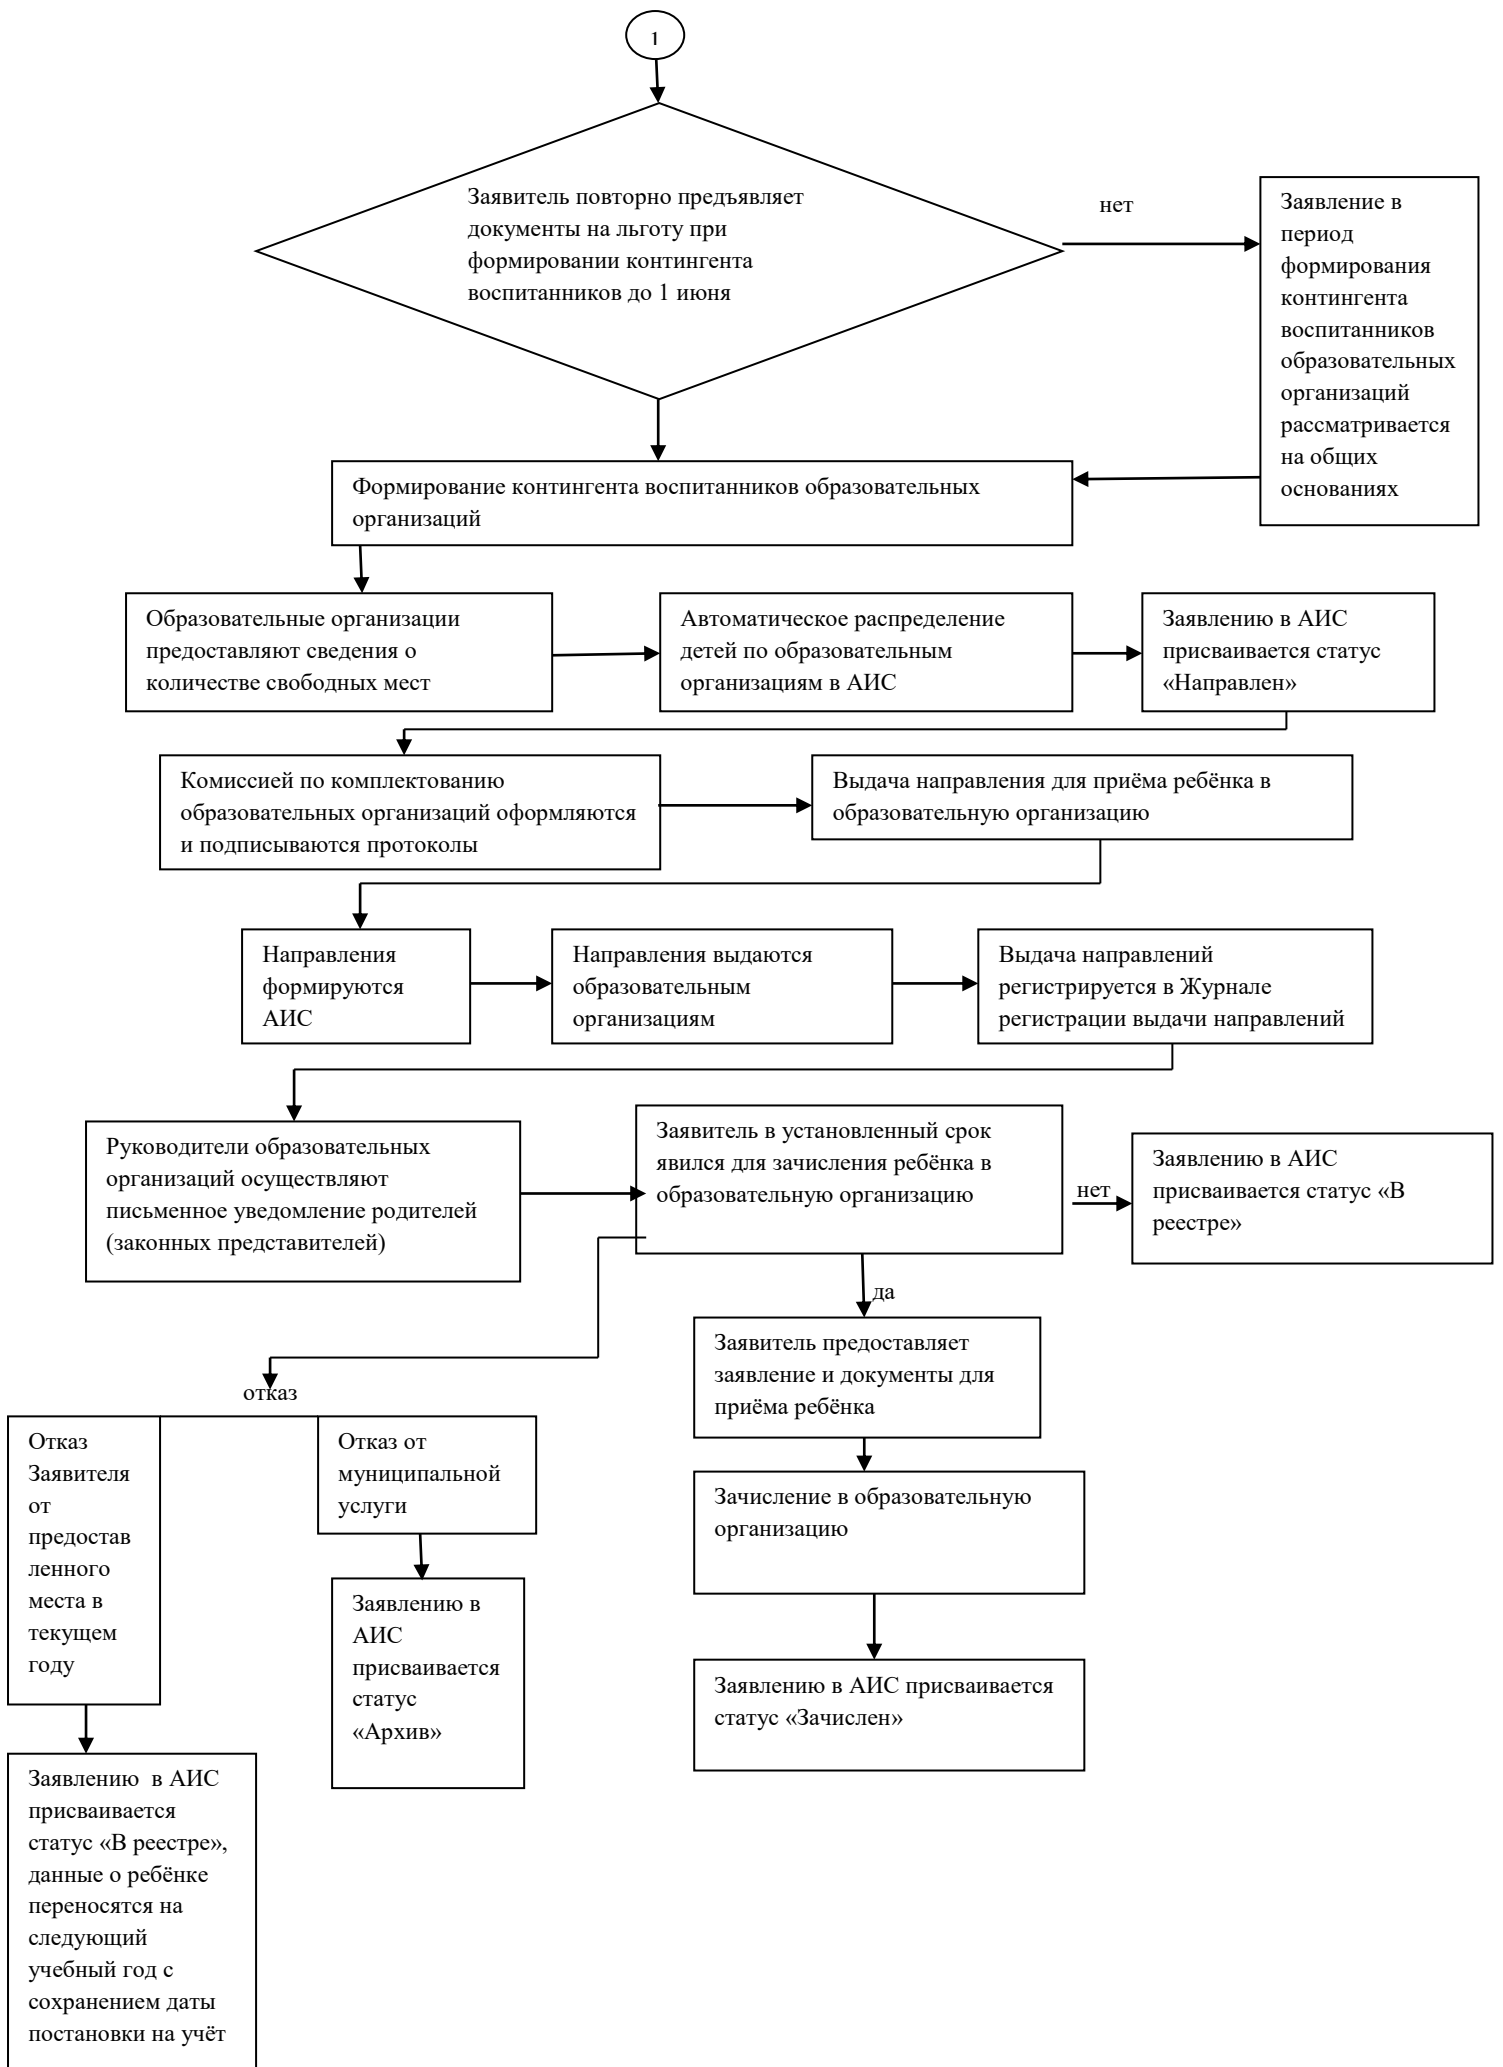 1
Заявитель повторно предъявляет
документы на льготу при
формировании контингента
воспитанников до 1 июня
нет
Заявление в
период
формирования
контингента
воспитанников
образовательных
организаций
рассматривается
на общих
основаниях
Формирование контингента воспитанников образовательных
организаций
Образовательные организации
предоставляют сведения о
количестве свободных мест
Автоматическое распределение
детей по образовательным
организациям в АИС
Заявлению в АИС
присваивается статус
«Направлен»
Комиссией по комплектованию
образовательных организаций оформляются
и подписываются протоколы
Выдача направления для приёма ребёнка в
образовательную организацию
Направления
формируются
АИС
Направления выдаются
образовательным
организациям
Выдача направлений
регистрируется в Журнале
регистрации выдачи направлений
Руководители образовательных
организаций осуществляют
письменное уведомление родителей
(законных представителей)
Заявитель в установленный срок
явился для зачисления ребёнка в
образовательную организацию
нет
Заявлению в АИС
присваивается статус «В
реестре»
да
Заявитель предоставляет
заявление и документы для
приёма ребёнка
отказ
Отказ
Заявителя
от
предостав
ленного
места в
текущем
году
Отказ от
муниципальной
услуги
Зачисление в образовательную
организацию
Заявлению в
АИС
присваивается
статус
«Архив»
Заявлению в АИС присваивается
статус «Зачислен»
Заявлению  в АИС
присваивается
статус «В реестре»,
данные о ребёнке
переносятся на
следующий
учебный год с
сохранением даты
постановки на учёт